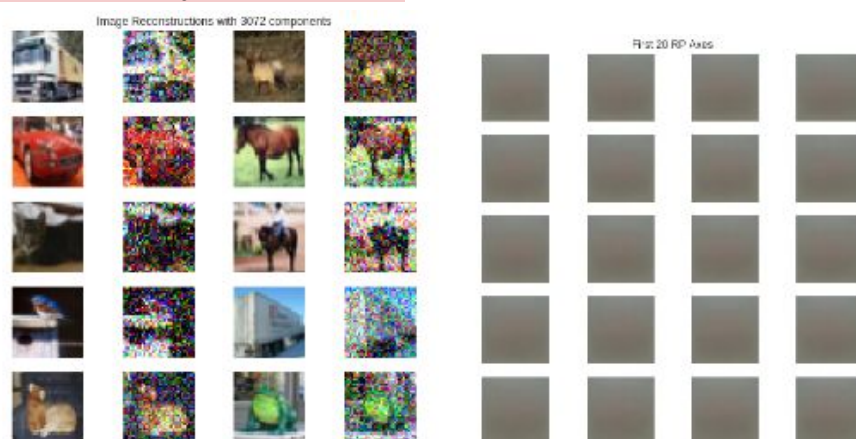 Image Reconstructions with 3072 components
First 20 RP Axes